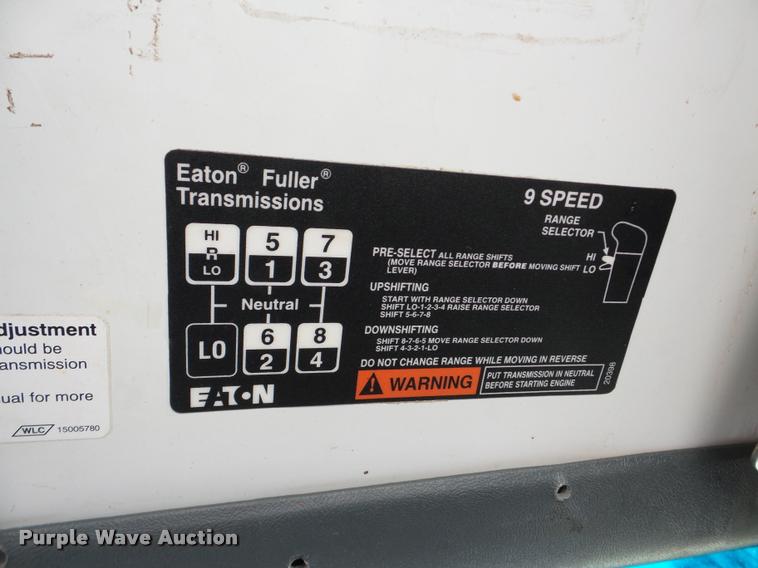 Eaton® Fuller®
Transmissions
9 SPEED
RANGE
SELECTOR
HI
LO
HI
R
LO
5
1
7
3
Neutral
LO
6
2
8
4
PRE-SELECT ALL RANGE SHIFTS
(MOVE RANGE SELECTOR BEFORE MOVING SHIFT
LEVER)
UPSHIFTING
START WITH RANGE SELECTOR DOWN
SHIFT LO-1-2-3-4 RAISE RANGE SELECTOR
SHIFT 5-6-7-8
DOWNSHIFTING
SHIFT 8-7-6-5 MOVE RANGE SELECTOR DOWN
SHIFT 4-3-2-1-LO
DO NOT CHANGE RANGE WHILE MOVING IN REVERSE
WARNING
PUT TRANSMISSION IN NEUTRAL
BEFORE STARTING ENGINE
20398
EATON
djustment
hould be
ansmission
ual for more
WLC 15005780
Purple Wave Auction